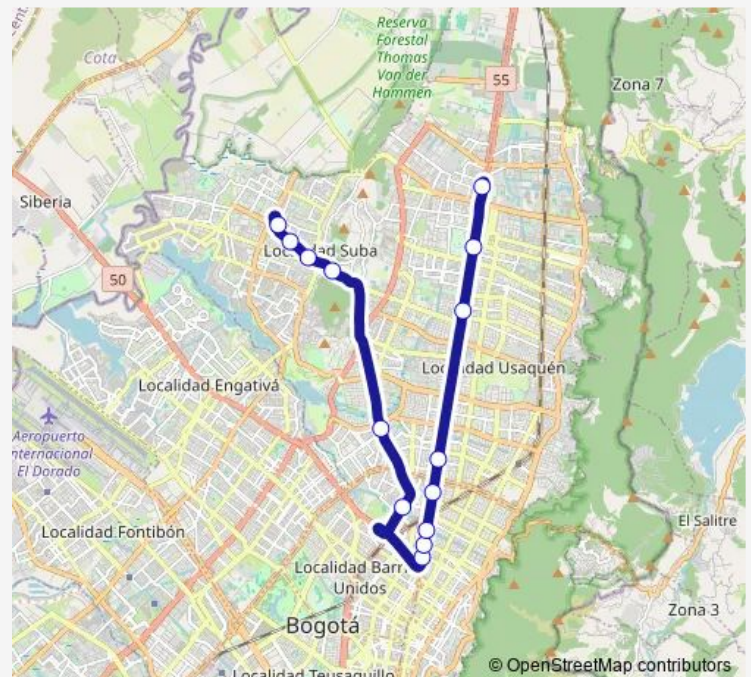 Reserva
Forestal
Thomas
Van der
Hammen
Cota
55
Zona 7
Siberia
Localidad Suba
50
Localidad Usaquén
Localidad Engativá
Aeropuerto
Internacional
El Dorado
El Salitre
Localidad Fontibón
Localidad Barrios
Unidos
Zona 3
Bogotá
Localidad Teusaquillo
© OpenStreetMap contributors